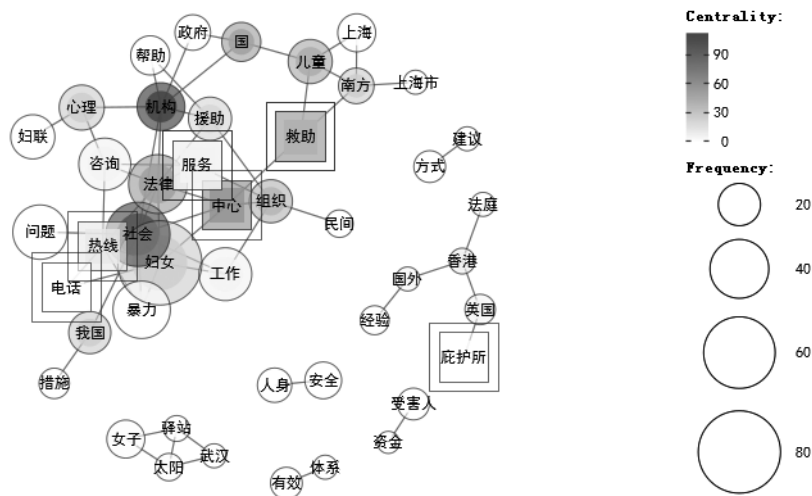 政府
国
上海
Centrality:
帮助
儿童
90
心理
机构
南方
上海市
60
援助
30
妇联
救助
建议
0
咨询
服务
方式
Frequency:
法律
中心
组织
法庭
20
问题
社会
民间
热线
妇女
工作
香港
40
电话
国外
暴力
经验
英国
我国
庇护所
60
措施
人身
安全
受害人
女子
驿站
资金
80
太阳
武汉
体系
有效